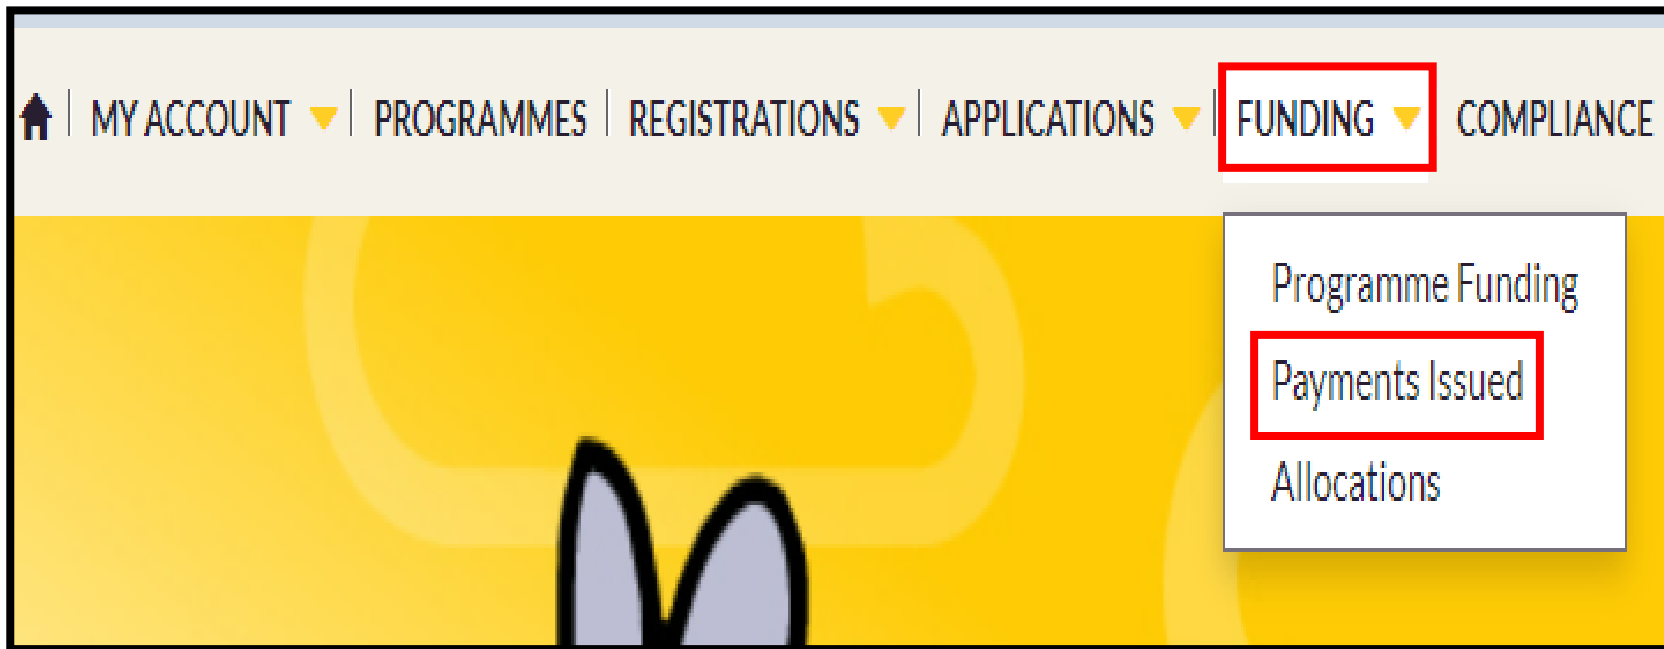 MY ACCOUNT PROGRAMMES REGISTRATIONS APPLICATIONS FUNDING COMPLIANCE
Programme Funding
Payments Issued
Allocations